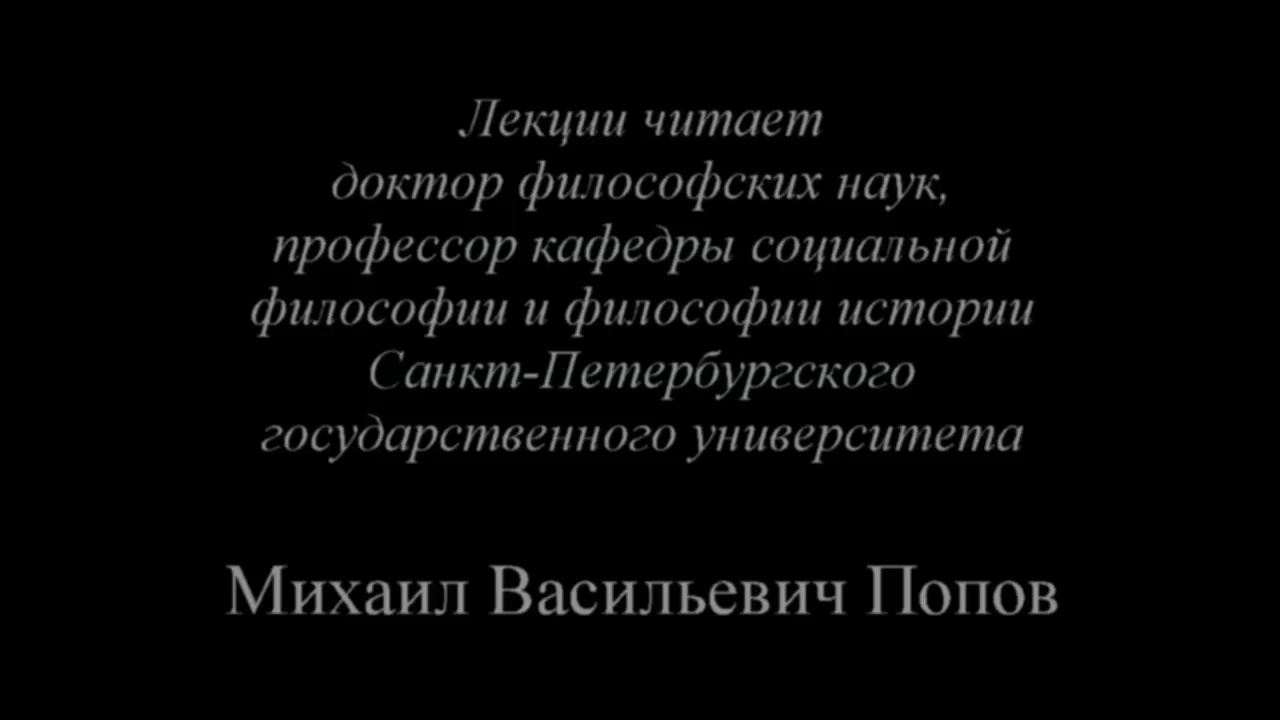 Лекции читает
доктор философских наук,
профессор кафедры социальной
философии и философии истории
Санкт-Петербургского
государственного университета
Михаил Васильевич Попов